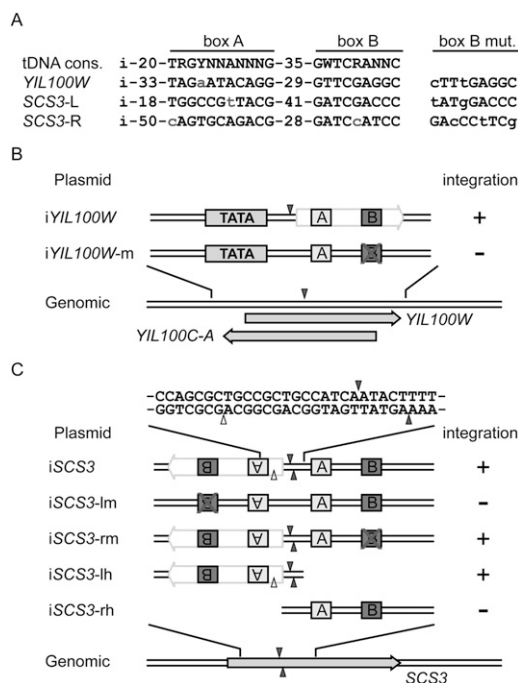 A
box A box B box B mut.
tDNA cons. i-20-TRGYNNANNNG-35-GWTCRANNC
YIL100W i-33-TAGaATACAGG-29-GTTCGAGGC cTTtGAGGC
SCS3-L i-18-TGGCCGtTACG-41-GATCGACCC tATgGACCC
SCS3-R i-50-cAGTGCAGACG-28-GATCcATCC GAcCCtTCg
B
Plasmid integration
iYIL100W TATA A B +
iYIL100W-m TATA A B -
Genomic
YIL100W
YIL100C-A
C
-CCAGCGCTGCCGCTGCCATCAATACTTTT-
-GGTCGCGACGGCGACGGTAGTTATGAAAA-
Plasmid integration
iSCS3 B A A B +
iSCS3-lm B A A B -
iSCS3-rm B A A B +
iSCS3-lh B A +
iSCS3-rh A B -
Genomic
SCS3